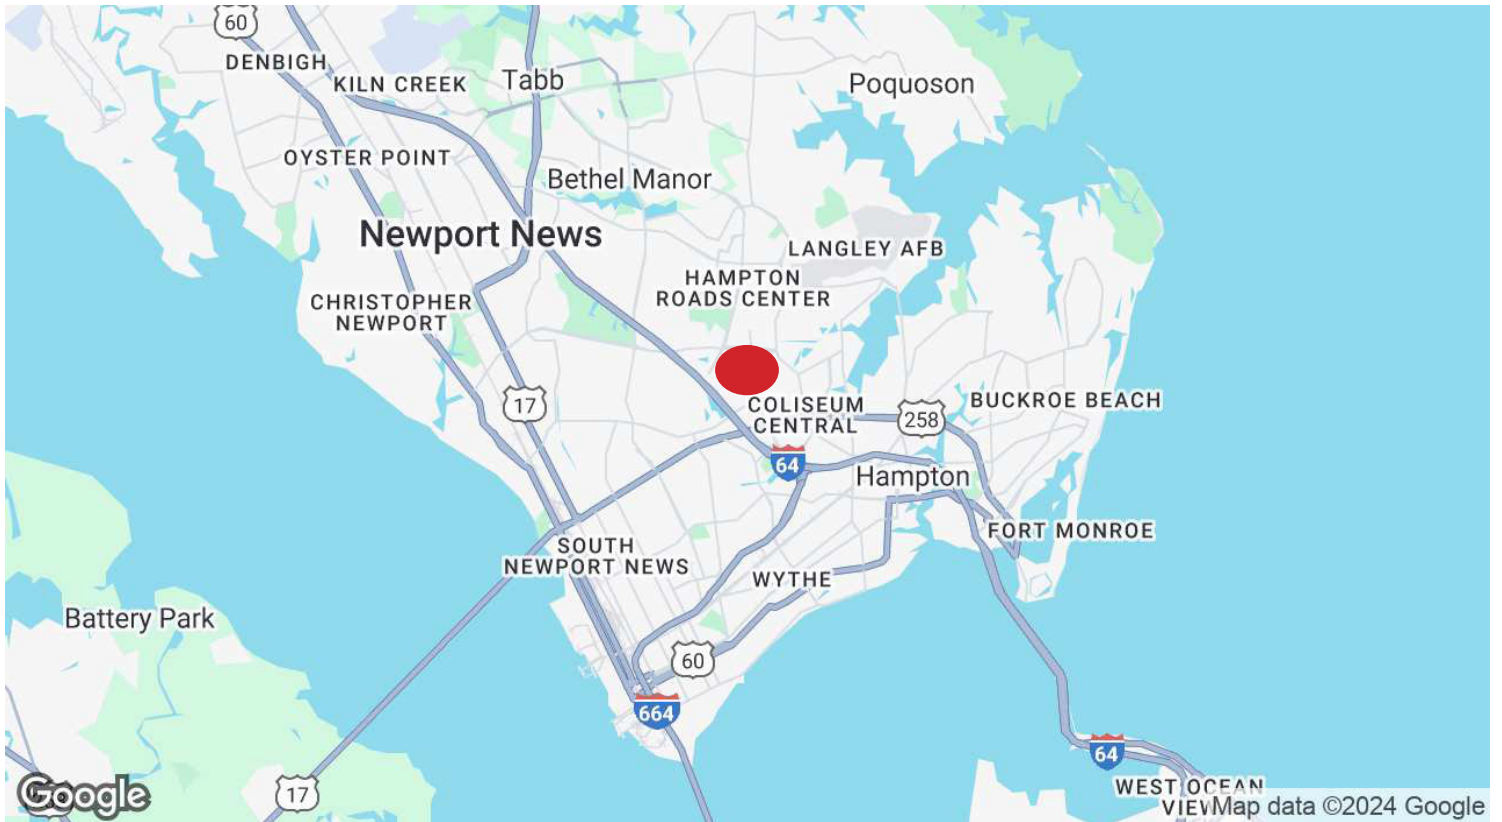 60
DENBIGH
KILN CREEK
Tabb
Poquoson
OYSTER POINT
Bethel Manor
Newport News
LANGLEY AFB
HAMPTON
ROADS CENTER
CHRISTOPHER
NEWPORT
17
COLISEUM
CENTRAL
258
BUCKROE BEACH
64
Hampton
FORT MONROE
SOUTH
NEWPORT NEWS
WYTHE
Battery Park
60
664
64
17
WEST OCEAN
VIEW
Google
Map data ©2024 Google